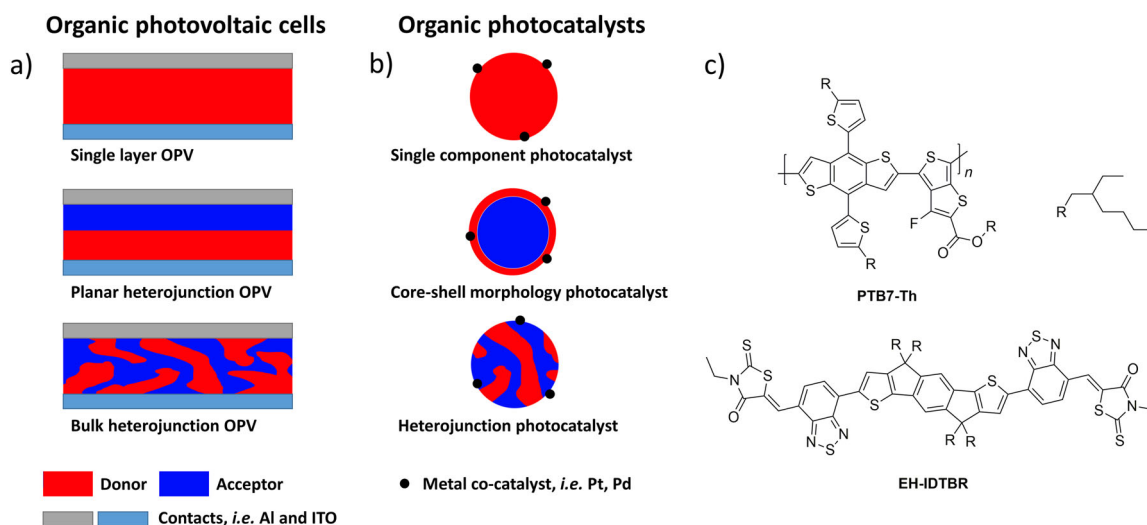 Organic photovoltaic cells
a)
Single layer OPV
Planar heterojunction OPV
Bulk heterojunction OPV
Donor Acceptor
Contacts, i.e. Al and ITO
Organic photocatalysts
b)
Single component photocatalyst
Core-shell morphology photocatalyst
Heterojunction photocatalyst
Metal co-catalyst, i.e. Pt, Pd
c)
R
S
S
S
S
n
S
S
F
R
O
O
R
R
PTB7-Th
S
N
S
O
N N
S
S
R R
R R
S
S
N N
O
N
S
S
EH-IDTBR